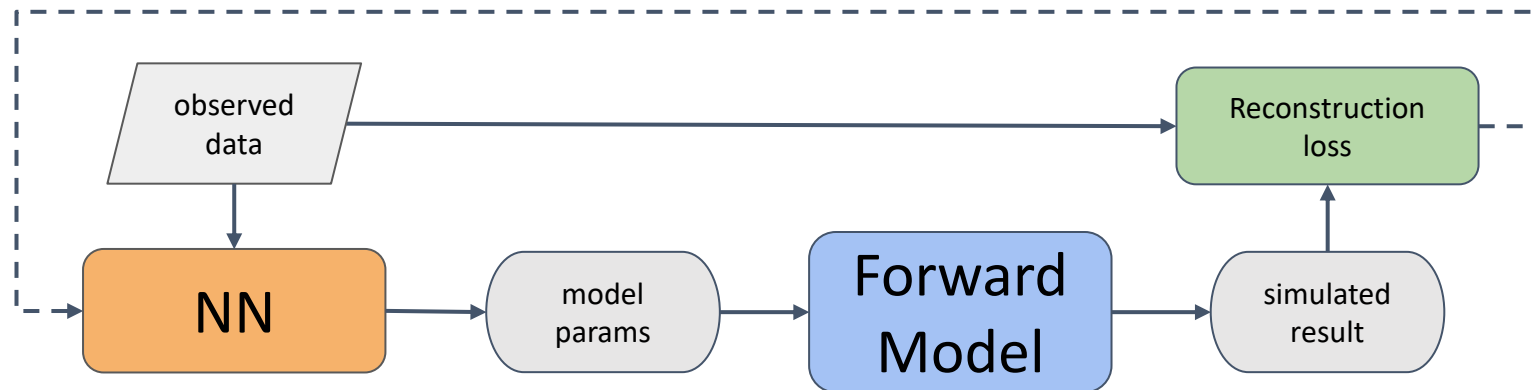 observed
data
Reconstruction
loss
NN
model
params
Forward
Model
simulated
result